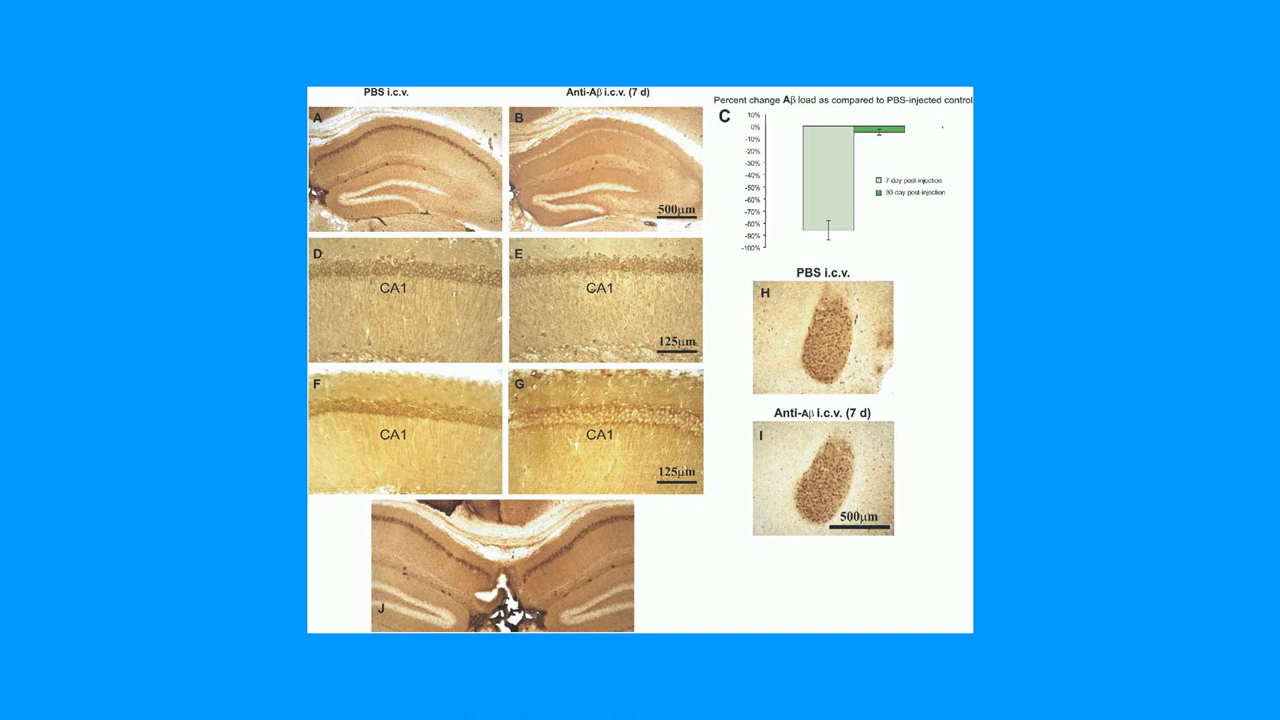 PBS i.c.v.
Anti-Aβ i.c.v. (7 d)
A
B
500μm
D
CA1
E
CA1
125μm
F
CA1
G
CA1
125μm
J
Percent change Aβ load as compared to PBS-injected control
C
10%
0%
-10%
-20%
-30%
-40%
-50%
-60%
-70%
-80%
-90%
-100%
7-day post-injection
30-day post-injection
PBS i.c.v.
H
Anti-Aβ i.c.v. (7 d)
I
500μm